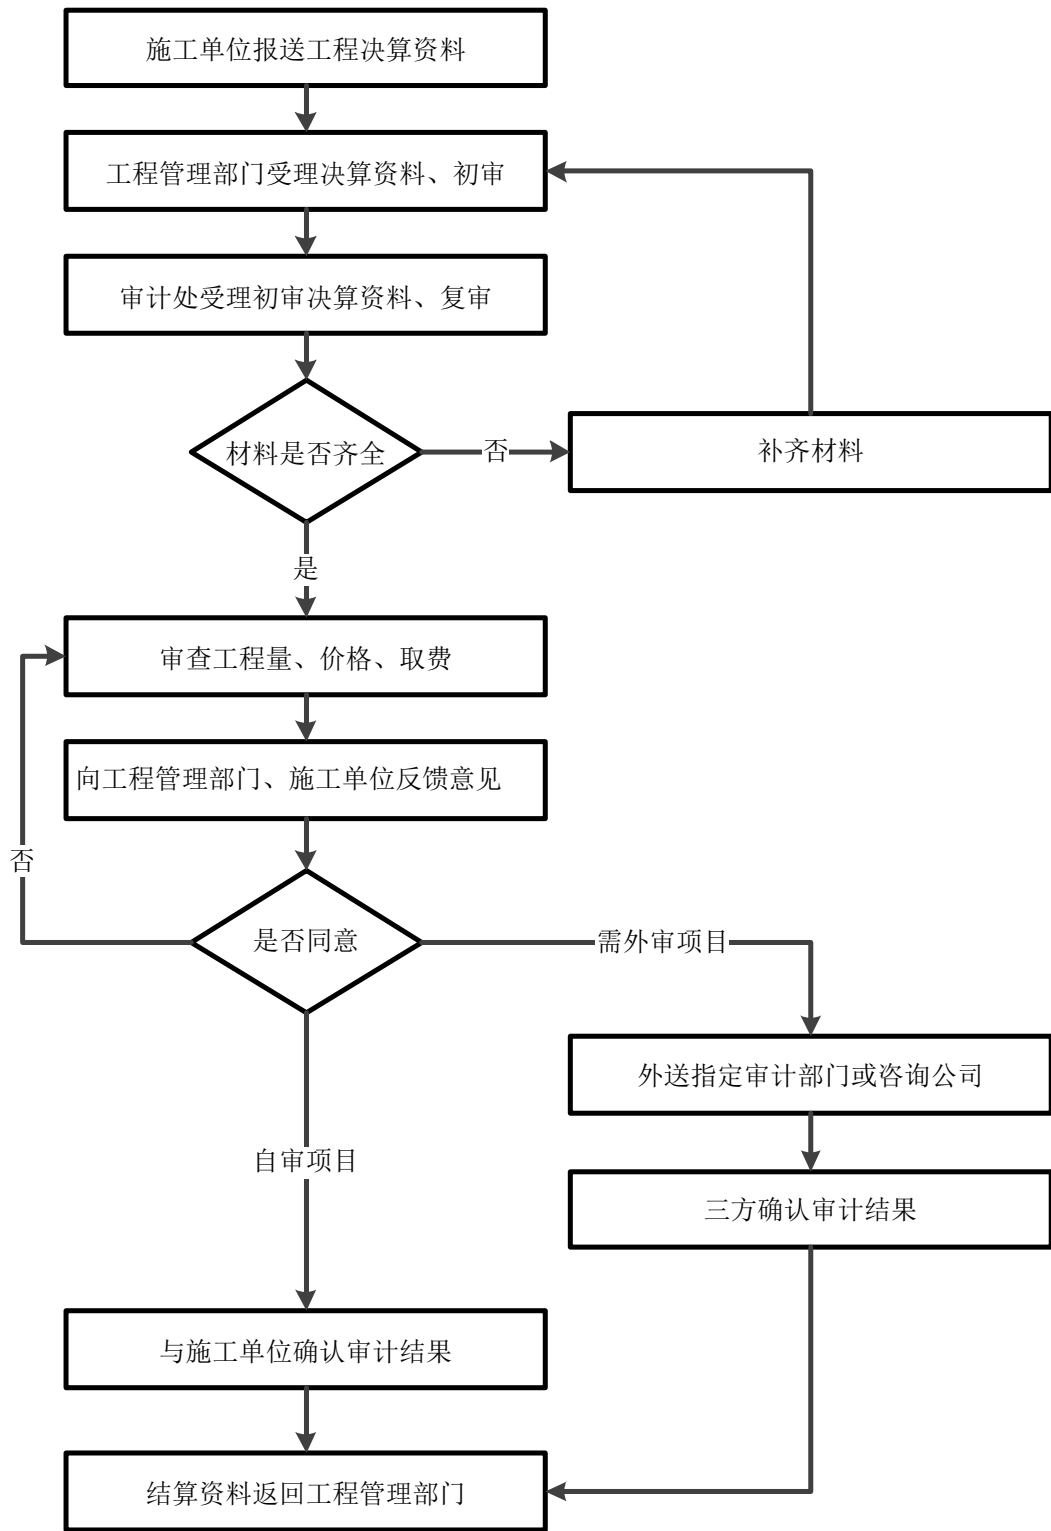 施工单位报送工程决算资料
工程管理部门受理决算资料、初审
审计处受理初审决算资料、复审
材料是否齐全
否
补齐材料
是
审查工程量、价格、取费
向工程管理部门、施工单位反馈意见
否
是否同意
需外审项目
外送指定审计部门或咨询公司
自审项目
三方确认审计结果
与施工单位确认审计结果
结算资料返回工程管理部门